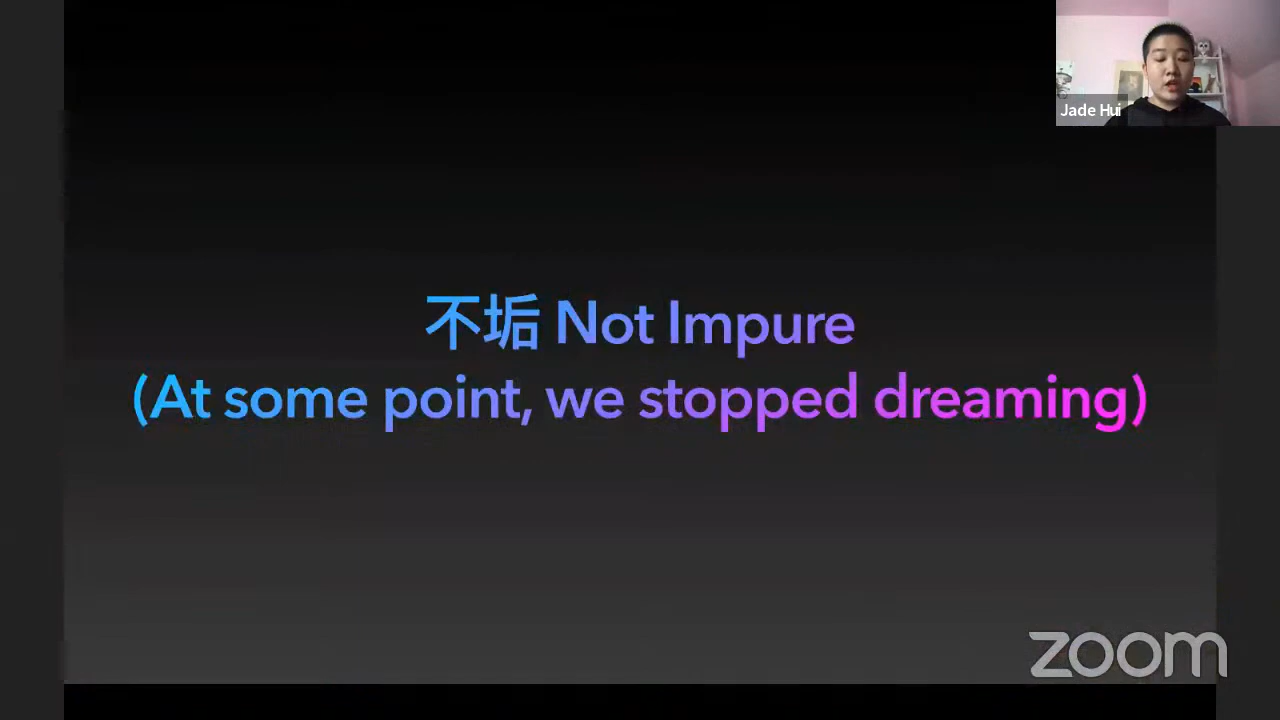 Jade Hui
不垢 Not Impure
(At some point, we stopped dreaming)
zoom